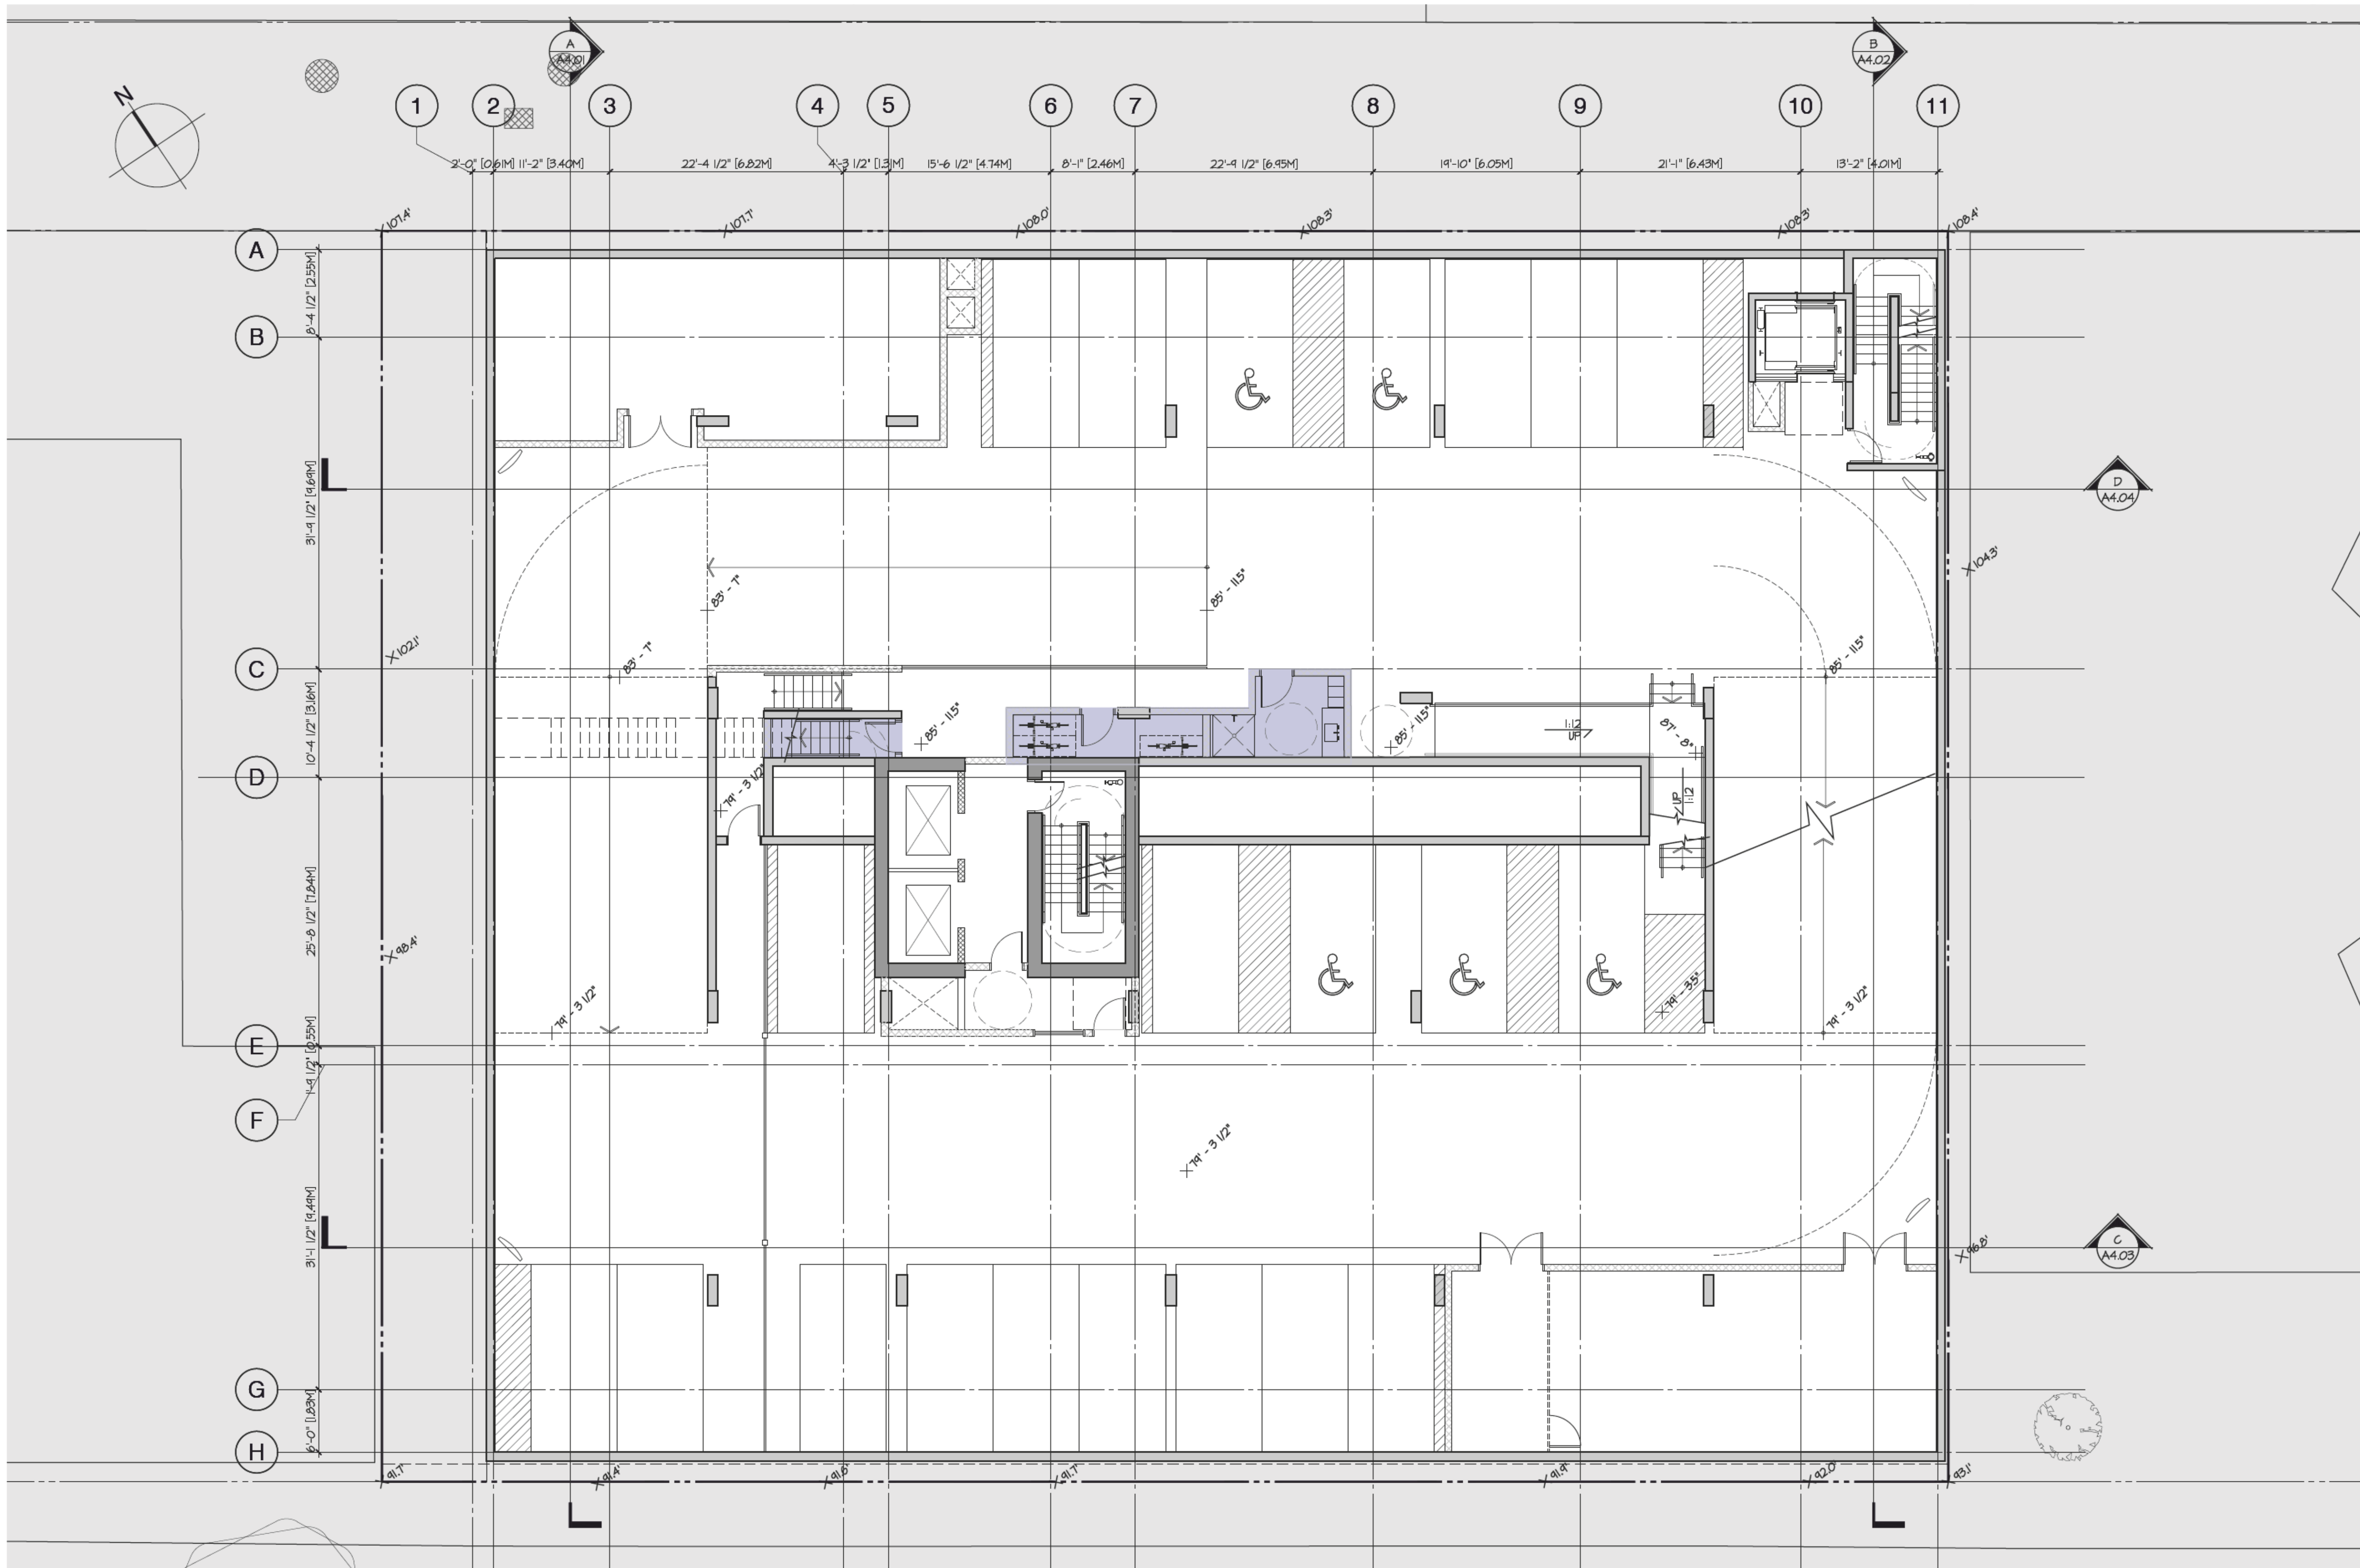 A
A4.01
B
A4.02
N
1
2
3
4
5
6
7
8
9
10
11
2'-0" [0.61M]
11'-2" [3.40M]
22'-4 1/2" [6.82M]
4'-3 1/2" [1.31M]
15'-6 1/2" [4.74M]
8'-1" [2.46M]
22'-9 1/2" [6.95M]
19'-10" [6.05M]
21'-1" [6.43M]
13'-2" [4.01M]
107.4'
107.7'
108.0'
108.3'
108.3'
108.4'
A
8'-4 1/2" [2.55M]
B
31'-9 1/2" [9.69M]
D
A4.04
104.3'
83' - 7"
85' - 11.5"
102.1'
83' - 7"
85' - 11.5"
C
10'-4 1/2" [3.16M]
85' - 11.5"
85' - 11.5"
1:12
UP
87' - 8"
D
79' - 3 1/2"
UP
1:12
25'-8 1/2" [7.84M]
98.4'
79' - 3 1/2"
79' - 3.5"
79' - 3 1/2"
E
1'-9 1/2" [0.55M]
F
79' - 3 1/2"
31'-1 1/2" [9.49M]
C
A4.03
96.8'
G
6'-0" [1.83M]
H
91.7'
91.4'
91.6'
91.7'
91.9'
92.0'
93.1'